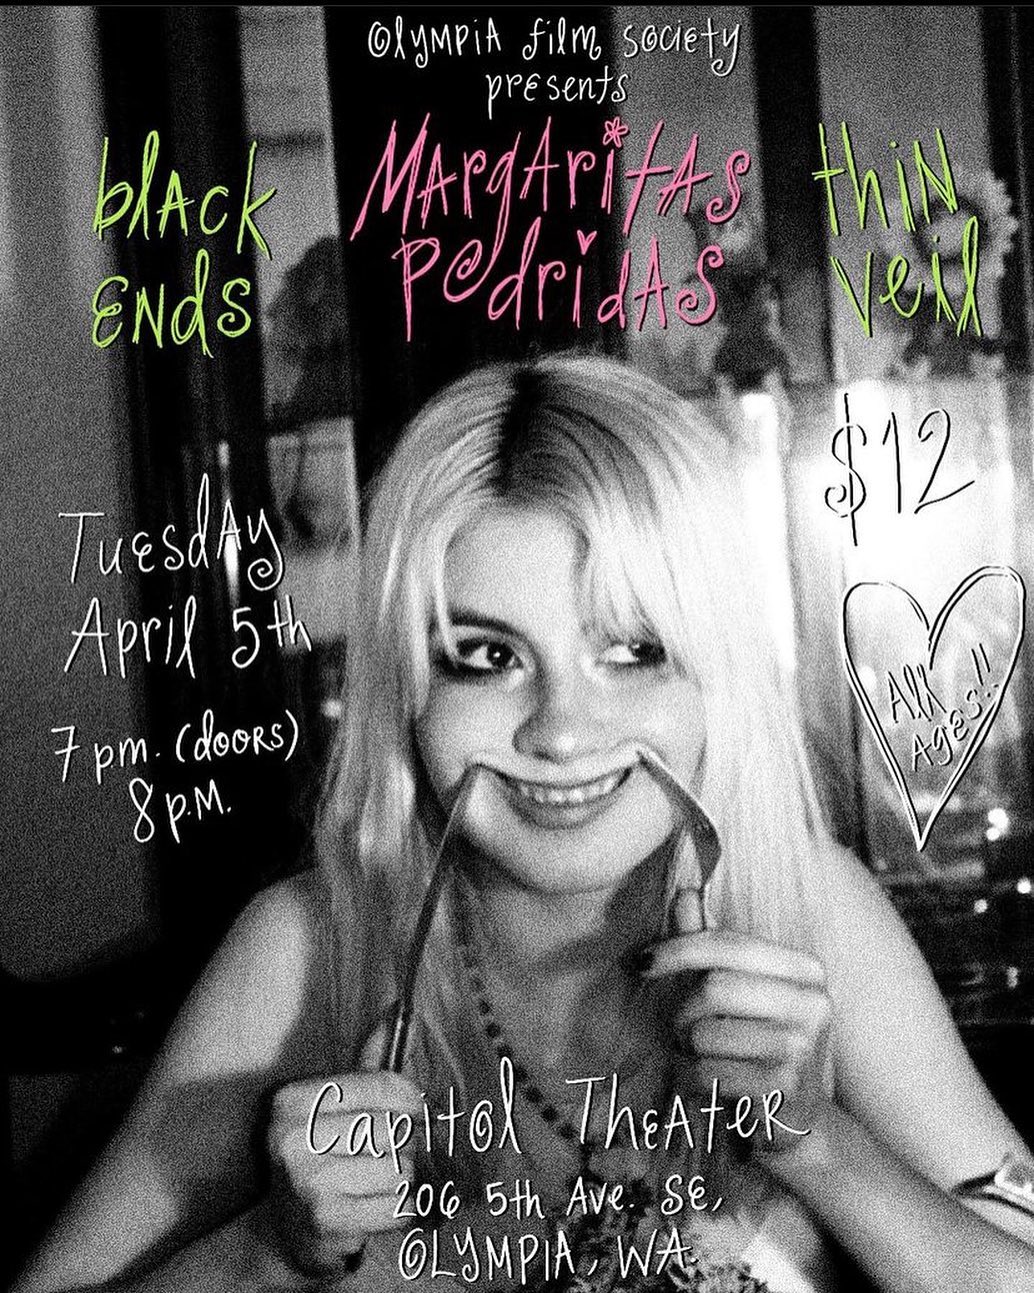 Olympia film society
presents
black
Ends
Margaritas
Podridas
thin
veil
$12
Tuesday
April 5th
7 pm. (doors)
8 p.m.
All
Ages!!
Capitol Theater
206 5th Ave. SE,
OLYMPIA, WA.